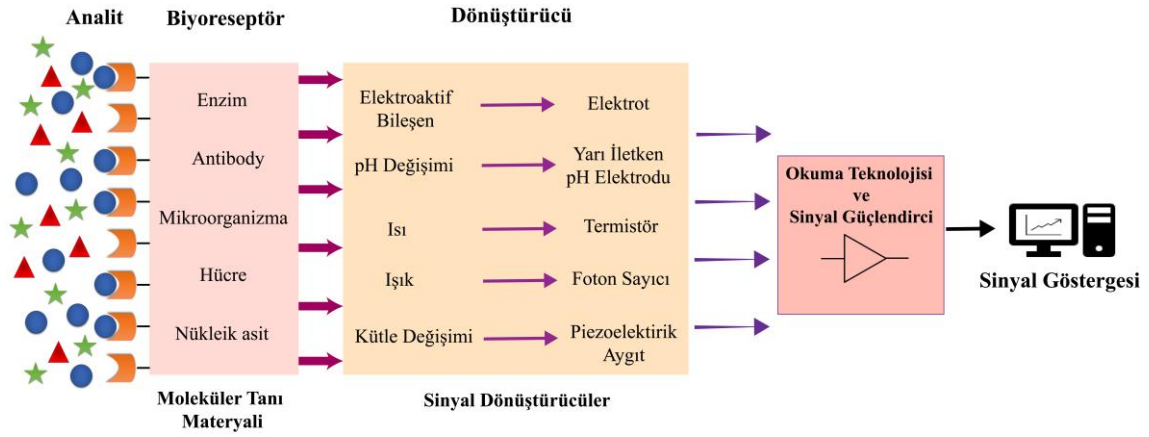 Analit
Biyoreseptör
Dönüştürücü
Enzim
Antibody
Mikroorganizma
Hücre
Nükleik asit
Elektroaktif
Bileşen
Elektrot
pH Değişimi
Yarı İletken
pH Elektrodu
Isı
Termistör
Işık
Foton Sayıcı
Kütle Değişimi
Piezoelektirik
Aygıt
Okuma Teknolojisi
ve
Sinyal Güçlendirci
Sinyal Göstergesi
Moleküler Tanı
Materyali
Sinyal Dönüştürücüler